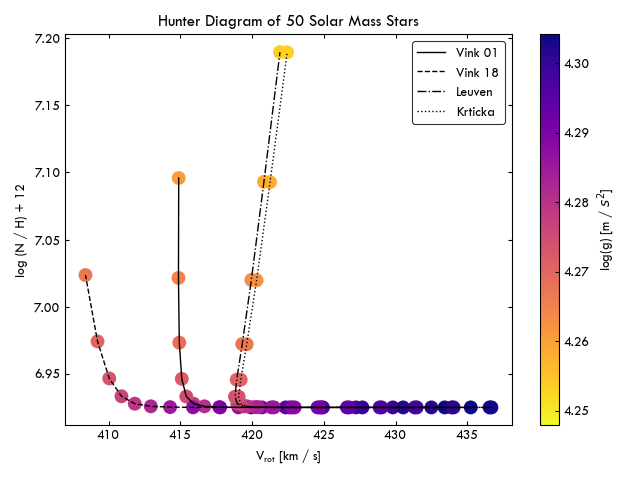 Hunter Diagram of 50 Solar Mass Stars
7.20
7.15
7.10
7.05
7.00
6.95
log (N / H) + 12
410
415
420
425
430
435
V_rot [km / s]
Vink 01
Vink 18
Leuven
Krticka
4.30
4.29
4.28
4.27
4.26
4.25
log(g) [m / s²]